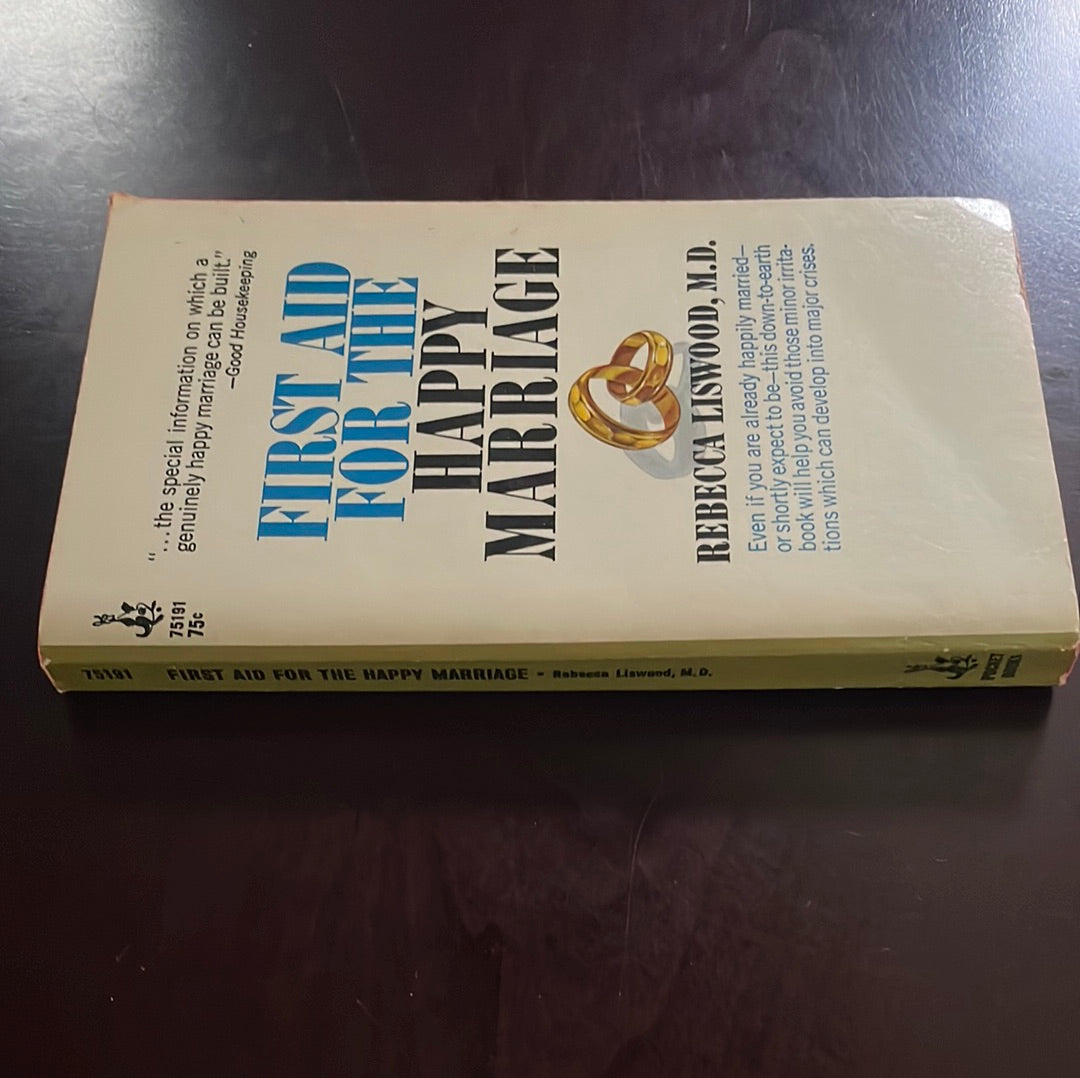 75191
75¢
"...the special information on which a
genuinely happy marriage can be built."
—Good Housekeeping
FIRST AID
FOR THE
HAPPY
MARRIAGE
REBECCA LISWOOD, M.D.
Even if you are already happily married—
or shortly expect to be—this down-to-earth
book will help you avoid those minor irrita-
tions which can develop into major crises.
75191 FIRST AID FOR THE HAPPY MARRIAGE - Rebecca Liswood, M.D.
POCKET
BOOKS